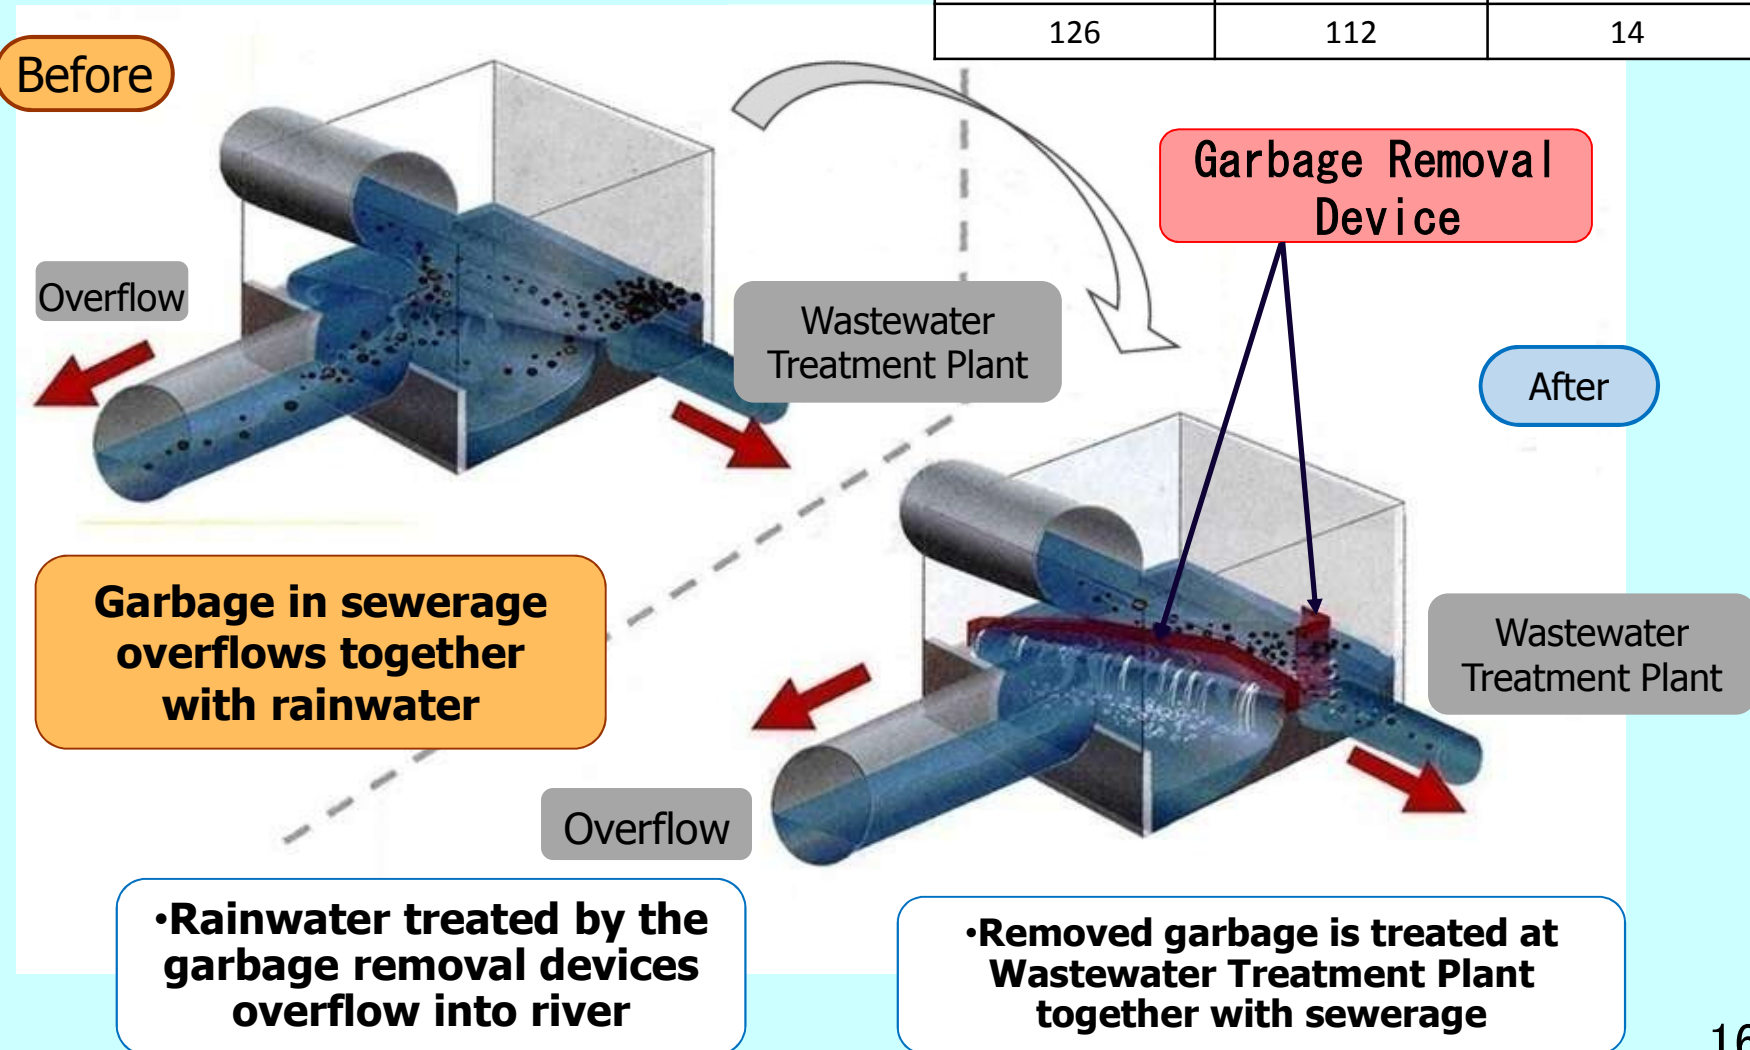 126 112 14
Before
Garbage Removal
Device
Overflow
Wastewater
Treatment Plant
After
Garbage in sewerage
overflows together
with rainwater
Wastewater
Treatment Plant
Overflow
•Rainwater treated by the
garbage removal devices
overflow into river
•Removed garbage is treated at
Wastewater Treatment Plant
together with sewerage
16